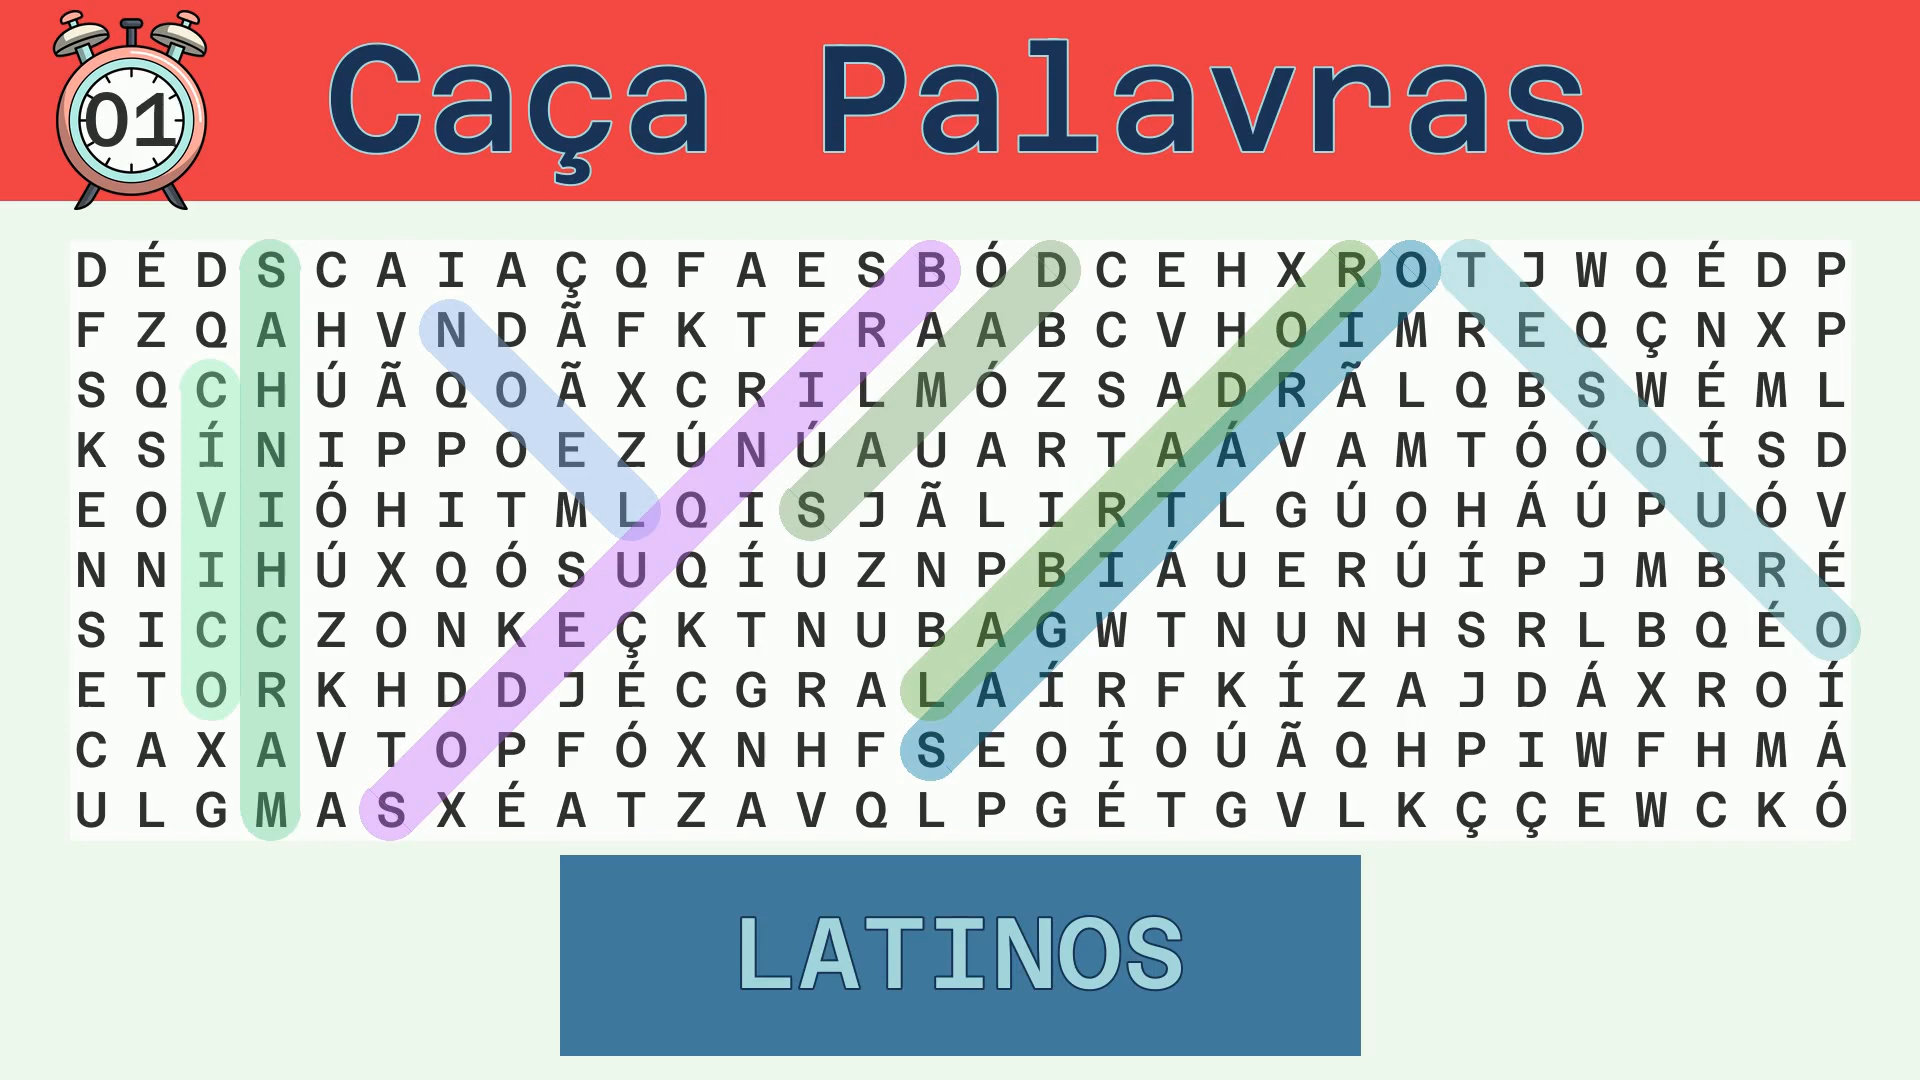 01
Caça Palavras
D É D S C A I A Ç Q F A E S B Ó D C E H X R O T J W Q É D P
F Z Q A H V N D Ã F K T E R A A B C V H O I M R E Q Ç N X P
S Q C H Ú Ã Q O Ã X C R I L M Ó Z S A D R Ã L Q B S W É M L
K S Í N I P P O E Z Ú N Ú A U A R T A Á V A M T Ó Ó O Í S D
E O V I Ó H I T M L Q I S J Ã L I R T L G Ú O H Á Ú P U Ó V
N N I H Ú X Q Ó S U Q Í U Z N P B I Á U E R Ú Í P J M B R É
S I C C Z O N K E Ç K T N U B A G W T N U N H S R L B Q É O
E T O R K H D D J É C G R A L A Í R F K Í Z A J D Á X R O Í
C A X A V T O P F Ó X N H F S E O Í O Ú Ã Q H P I W F H M Á
U L G M A S X É A T Z A V Q L P G É T G V L K Ç Ç E W C K Ó
LATINOS